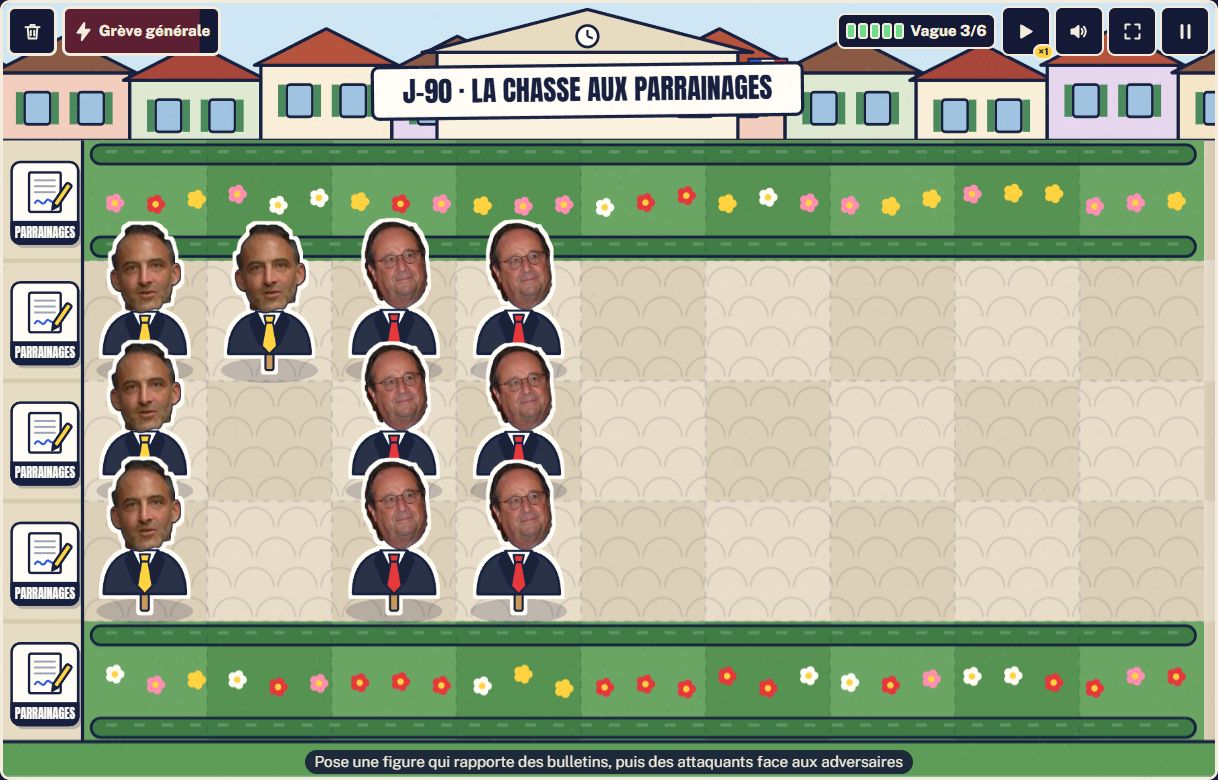 Grève générale
Vague 3/6
×1
J-90 · LA CHASSE AUX PARRAINAGES
PARRAINAGES
PARRAINAGES
PARRAINAGES
PARRAINAGES
PARRAINAGES
Pose une figure qui rapporte des bulletins, puis des attaquants face aux adversaires